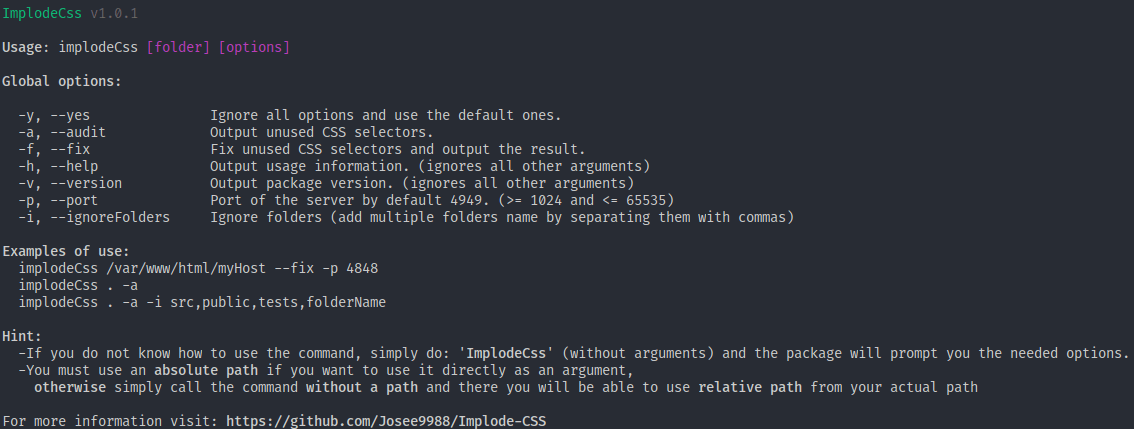 ImplodeCss v1.0.1
Usage: implodeCss [folder] [options]
Global options:
-y, --yes Ignore all options and use the default ones.
-a, --audit Output unused CSS selectors.
-f, --fix Fix unused CSS selectors and output the result.
-h, --help Output usage information. (ignores all other arguments)
-v, --version Output package version. (ignores all other arguments)
-p, --port Port of the server by default 4949. (>= 1024 and <= 65535)
-i, --ignoreFolders Ignore folders (add multiple folders name by separating them with commas)
Examples of use:
implodeCss /var/www/html/myHost --fix -p 4848
implodeCss . -a
implodeCss . -a -i src,public,tests,folderName
Hint:
-If you do not know how to use the command, simply do: 'ImplodeCss' (without arguments) and the package will prompt you the needed options.
-You must use an absolute path if you want to use it directly as an argument,
otherwise simply call the command without a path and there you will be able to use relative path from your actual path
For more information visit: https://github.com/Josee9988/Implode-CSS